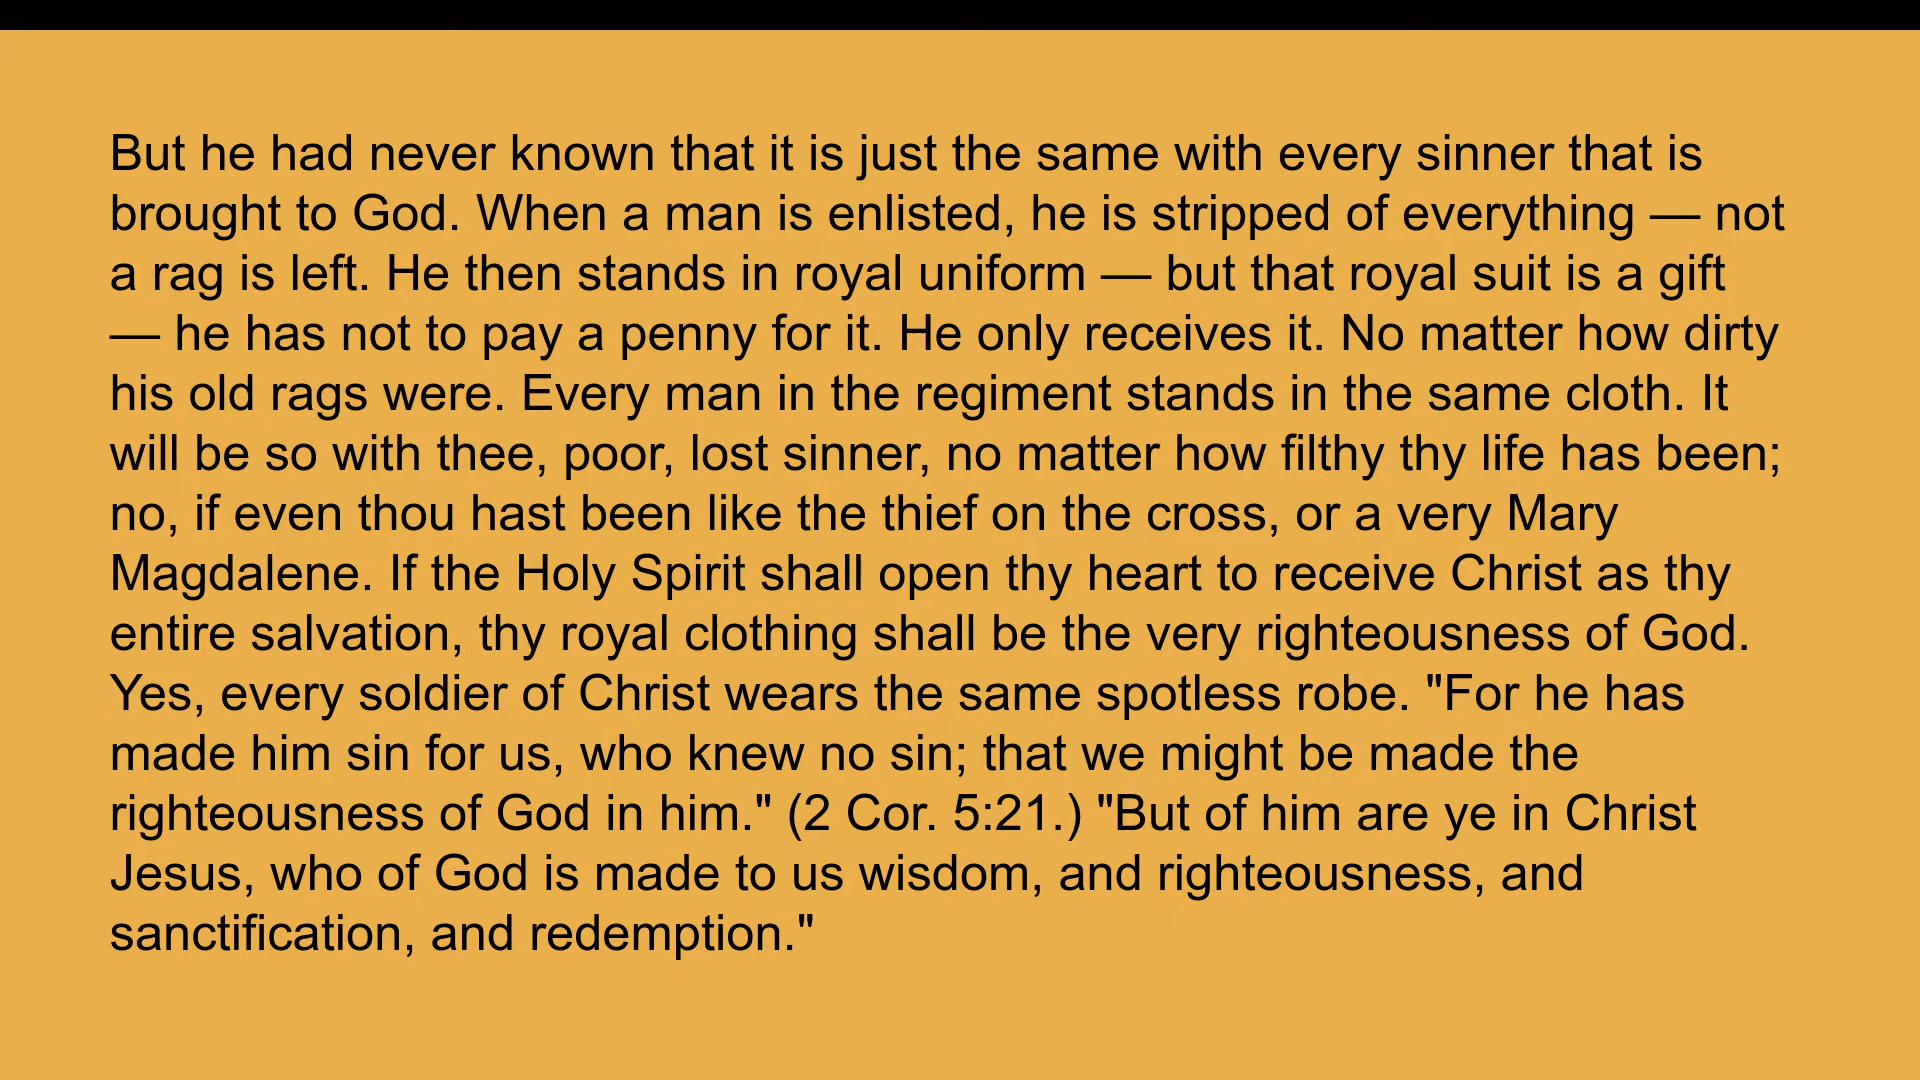 But he had never known that it is just the same with every sinner that is
brought to God. When a man is enlisted, he is stripped of everything — not
a rag is left. He then stands in royal uniform — but that royal suit is a gift
— he has not to pay a penny for it. He only receives it. No matter how dirty
his old rags were. Every man in the regiment stands in the same cloth. It
will be so with thee, poor, lost sinner, no matter how filthy thy life has been;
no, if even thou hast been like the thief on the cross, or a very Mary
Magdalene. If the Holy Spirit shall open thy heart to receive Christ as thy
entire salvation, thy royal clothing shall be the very righteousness of God.
Yes, every soldier of Christ wears the same spotless robe. "For he has
made him sin for us, who knew no sin; that we might be made the
righteousness of God in him." (2 Cor. 5:21.) "But of him are ye in Christ
Jesus, who of God is made to us wisdom, and righteousness, and
sanctification, and redemption."